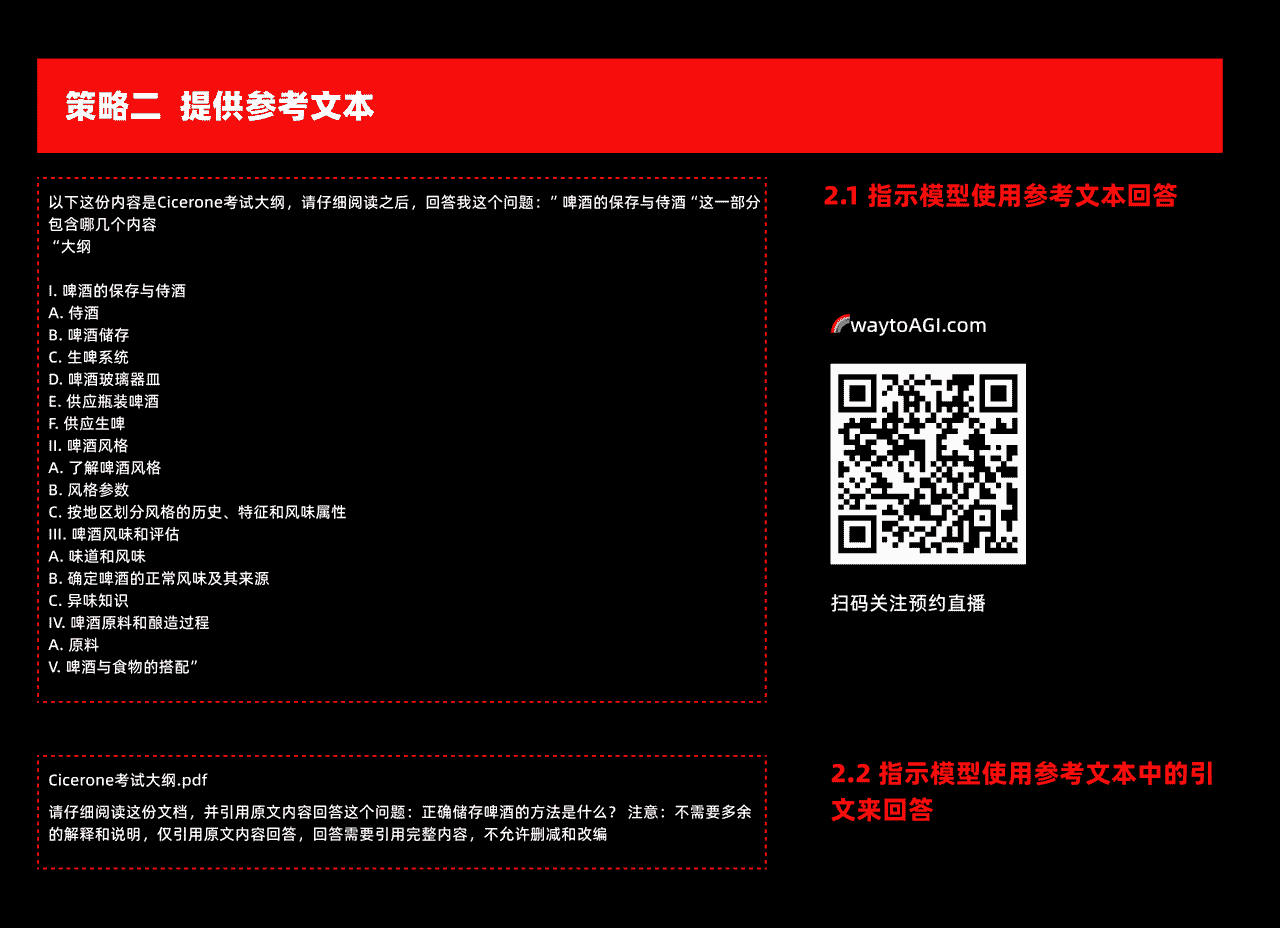 策略二 提供参考文本
以下这份内容是Cicerone考试大纲，请仔细阅读之后，回答我这个问题：”啤酒的保存与侍酒“这一部分
包含哪几个内容
“大纲
I. 啤酒的保存与侍酒
A. 侍酒
B. 啤酒储存
C. 生啤系统
D. 啤酒玻璃器皿
E. 供应瓶装啤酒
F. 供应生啤
II. 啤酒风格
A. 了解啤酒风格
B. 风格参数
C. 按地区划分风格的历史、特征和风味属性
III. 啤酒风味和评估
A. 味道和风味
B. 确定啤酒的正常风味及其来源
C. 异味知识
IV. 啤酒原料和酿造过程
A. 原料
V. 啤酒与食物的搭配”
2.1 指示模型使用参考文本回答
waytoAGI.com
扫码关注预约直播
Cicerone考试大纲.pdf
请仔细阅读这份文档，并引用原文内容回答这个问题：正确储存啤酒的方法是什么？ 注意：不需要多余
的解释和说明，仅引用原文内容回答，回答需要引用完整内容，不允许删减和改编
2.2 指示模型使用参考文本中的引
文来回答